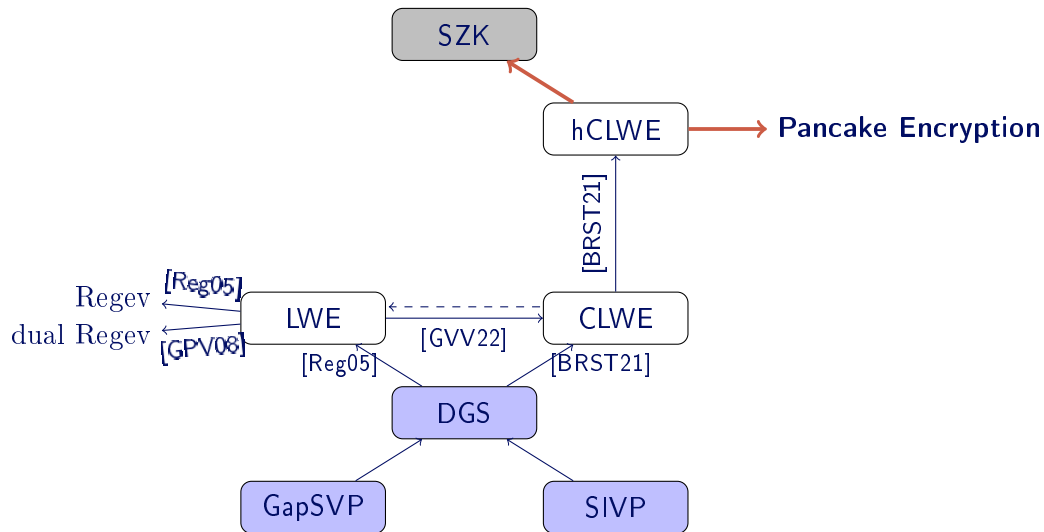 SZK
hCLWE
Pancake Encryption
[BRST21]
[Reg05]
Regev
LWE
CLWE
dual Regev
[GPV08]
[GVV22]
[Reg05]
[BRST21]
DGS
GapSVP
SIVP